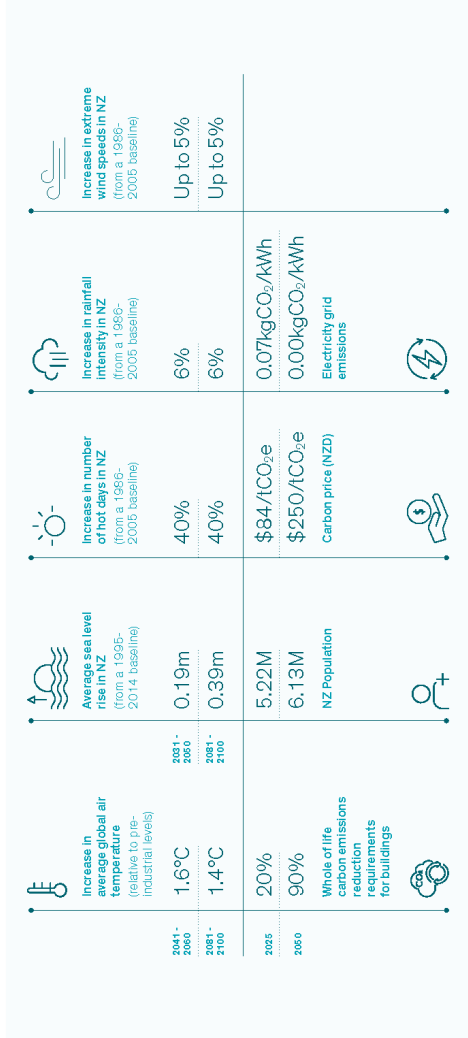 Increase in
average global air
temperature
(relative to pre-
industrial levels)
2041 -
2060
1.6°C
2081 -
2100
1.4°C
Average sea level
rise in NZ
(from a 1995-
2014 baseline)
2031 -
2050
0.19m
2081 -
2100
0.39m
Increase in number
of hot days in NZ
(from a 1986-
2005 baseline)
40%
40%
Increase in rainfall
intensity in NZ
(from a 1986-
2005 baseline)
6%
6%
Increase in extreme
wind speeds in NZ
(from a 1986-
2005 baseline)
Up to 5%
Up to 5%
2025
20%
2050
90%
Whole of life
carbon emissions
reduction
requirements
for buildings
CO2
5.22M
6.13M
NZ Population
$84/tCO₂e
$250/tCO₂e
Carbon price (NZD)
$
0.07kgCO₂/kWh
0.00kgCO₂/kWh
Electricity grid
emissions